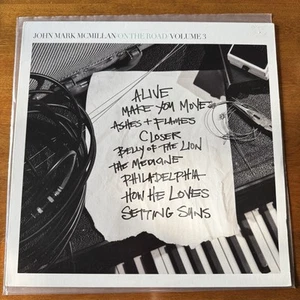 JOHN MARK MCMILLAN ON THE ROAD VOLUME 3
ALIVE
MAKE YOU MOVE
ASHES + FLAMES
CLOSER
BELLY OF THE LION
THE MEDICINE
PHILADELPHIA
HOW HE LOVES
SETTING SUNS